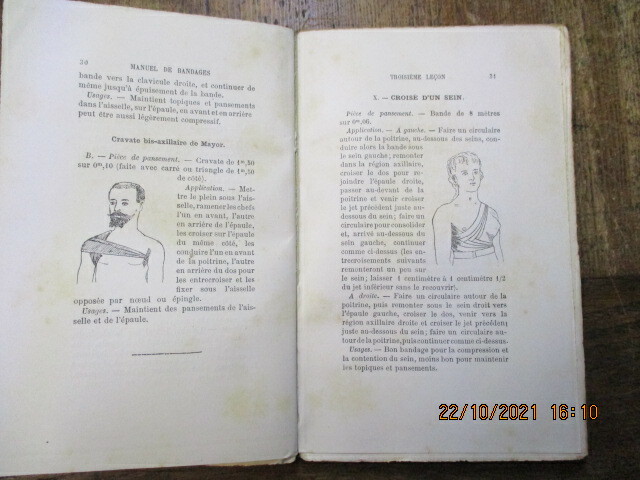 30
MANUEL DE BANDAGES
bande vers la clavicule droite, et continuer de
même jusqu'à épuisement de la bande.
Usages. — Maintient topiques et pansements
dans l'aisselle, sur l'épaule, en avant et en arrière
peut être aussi légèrement compressif.
Cravate bis-axillaire de Mayor.
B. — Pièce de pansement. — Cravate de 1m,50
sur 0m,10 (faite avec carré ou triangle de 1m,50
de côté).
Application. — Met-
tre le plein sous l'ais-
selle, ramener les chefs
l'un en avant, l'autre
en arrière de l'épaule,
les croiser sur l'épaule
du même côté, les
conduire l'un en avant
de la poitrine, l'autre
en arrière du dos pour
les entrecroiser et les
fixer sous l'aisselle
opposée par nœud ou épingle.
Usages. — Maintient des pansements de l'ais-
selle et de l'épaule.
TROISIÈME LEÇON
31
I. — CROISÉ D'UN SEIN.
Pièce de pansement. — Bande de 8 mètres
sur 0m,06.
Application. — A gauche. — Faire un circulaire
autour de la poitrine, au-dessous des seins, con-
duire alors la bande sous
le sein gauche; remonter
dans la région axillaire,
croiser le dos pour re-
joindre l'épaule droite,
passer au-devant de la
poitrine et venir croiser
le jet précédent juste au-
dessous du sein; faire un
circulaire pour consolider
et, arrivé au-dessous du
sein gauche, continuer
comme ci-dessus (les en-
trecroisements suivants
remonteront un peu sur
le sein; laisser 1 centimètre à 1 centimètre 1/2
du jet inférieur sans le recouvrir).
A droite. — Faire un circulaire autour de la
poitrine, puis remonter sous le sein droit vers
l'épaule gauche, croiser le dos, venir vers la
région axillaire droite et croiser le jet précédent
juste au-dessous du sein; faire un circulaire autour
de la poitrine, puis continuer comme ci-dessus.
Usages. — Bon bandage pour la compression et
la contention du sein, moins bon pour maintenir
les topiques et pansements.
22/10/2021 16:10